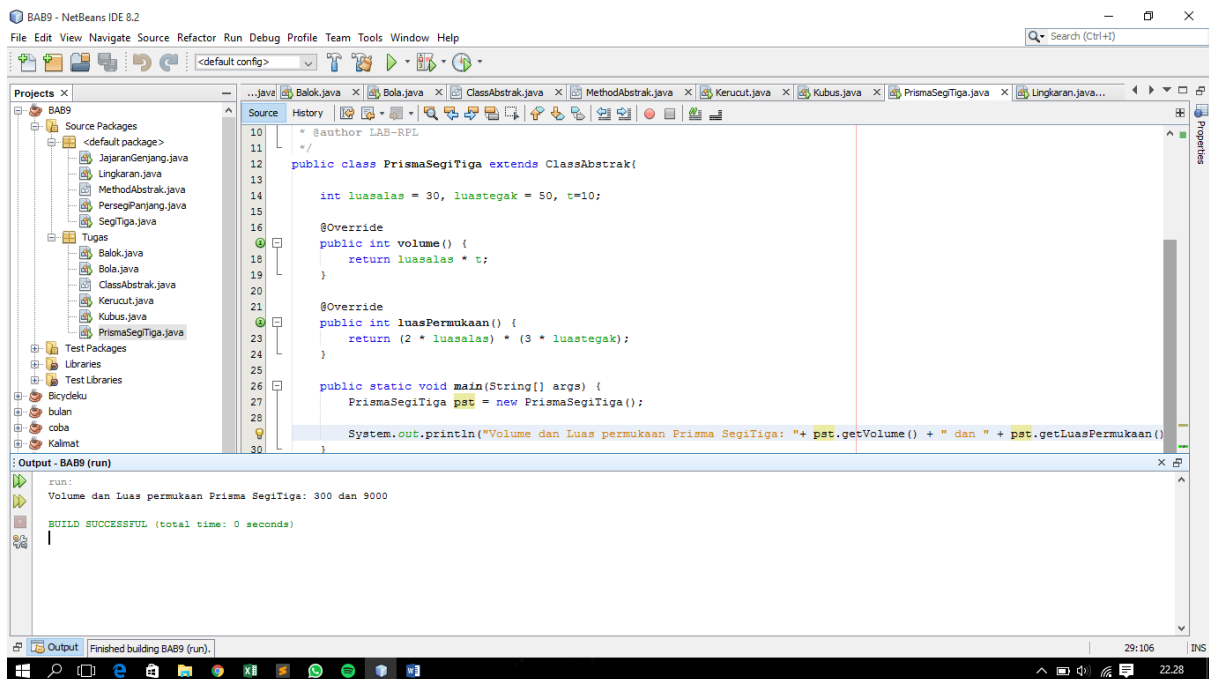 BAB9 - NetBeans IDE 8.2
File Edit View Navigate Source Refactor Run Debug Profile Team Tools Window Help
Search (Ctrl+I)
<default config>
Projects
...java Balok.java Bola.java ClassAbstrak.java MethodAbstrak.java Kerucut.java Kubus.java PrismaSegiTiga.java Lingkaran.java...
BAB9
Source Packages
<default package>
JajaranGenjang.java
Lingkaran.java
MethodAbstrak.java
PersegiPanjang.java
SegiTiga.java
Tugas
Balok.java
Bola.java
ClassAbstrak.java
Kerucut.java
Kubus.java
PrismaSegiTiga.java
Test Packages
Libraries
Test Libraries
Bicydeku
bulan
coba
Kalimat
Source History
10 * @author LAB-RPL
11 */
12 public class PrismaSegiTiga extends ClassAbstrak{
13
14 int luasalas = 30, luastegak = 50, t=10;
15
16 @Override
public int volume() {
18 return luasalas * t;
19 }
20
21 @Override
public int luasPermukaan() {
23 return (2 * luasalas) * (3 * luastegak);
24 }
25
26 public static void main(String[] args) {
27 PrismaSegiTiga pst = new PrismaSegiTiga();
28
System.out.println("Volume dan Luas permukaan Prisma SegiTiga: "+ pst.getVolume() + " dan " + pst.getLuasPermukaan()
30 }
Properties
Output - BAB9 (run)
run:
Volume dan Luas permukaan Prisma SegiTiga: 300 dan 9000
BUILD SUCCESSFUL (total time: 0 seconds)
Output Finished building BAB9 (run).
29:106 INS
22.28